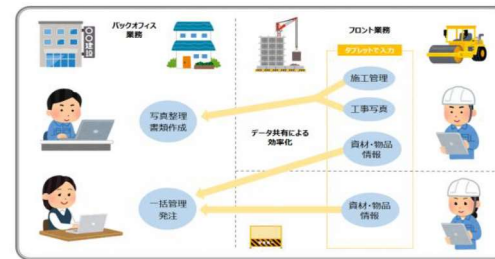 バックオフィス
業務
フロント業務
タブレットで入力
〇〇建設
施工管理
写真整理
書類作成
工事写真
データ共有による
効率化
資材・物品
情報
一括管理
発注
資材・物品
情報